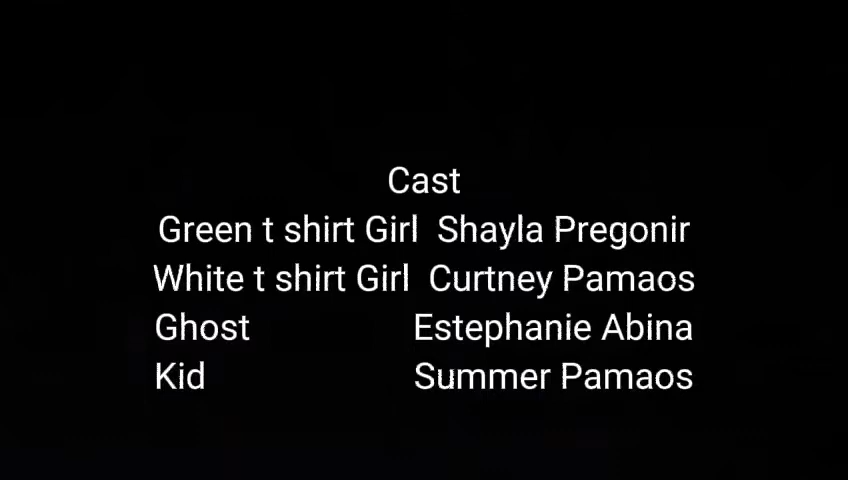 Cast
Green t shirt Girl  Shayla Pregonir
White t shirt Girl  Curtney Pamaos
Ghost                Estephanie Abina
Kid                    Summer Pamaos